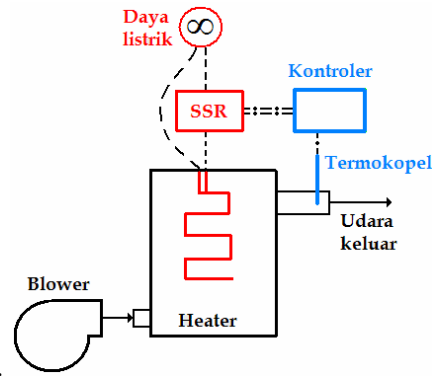 Daya
listrik
∞
SSR
Kontroler
Termokopel
Udara
keluar
Blower
Heater